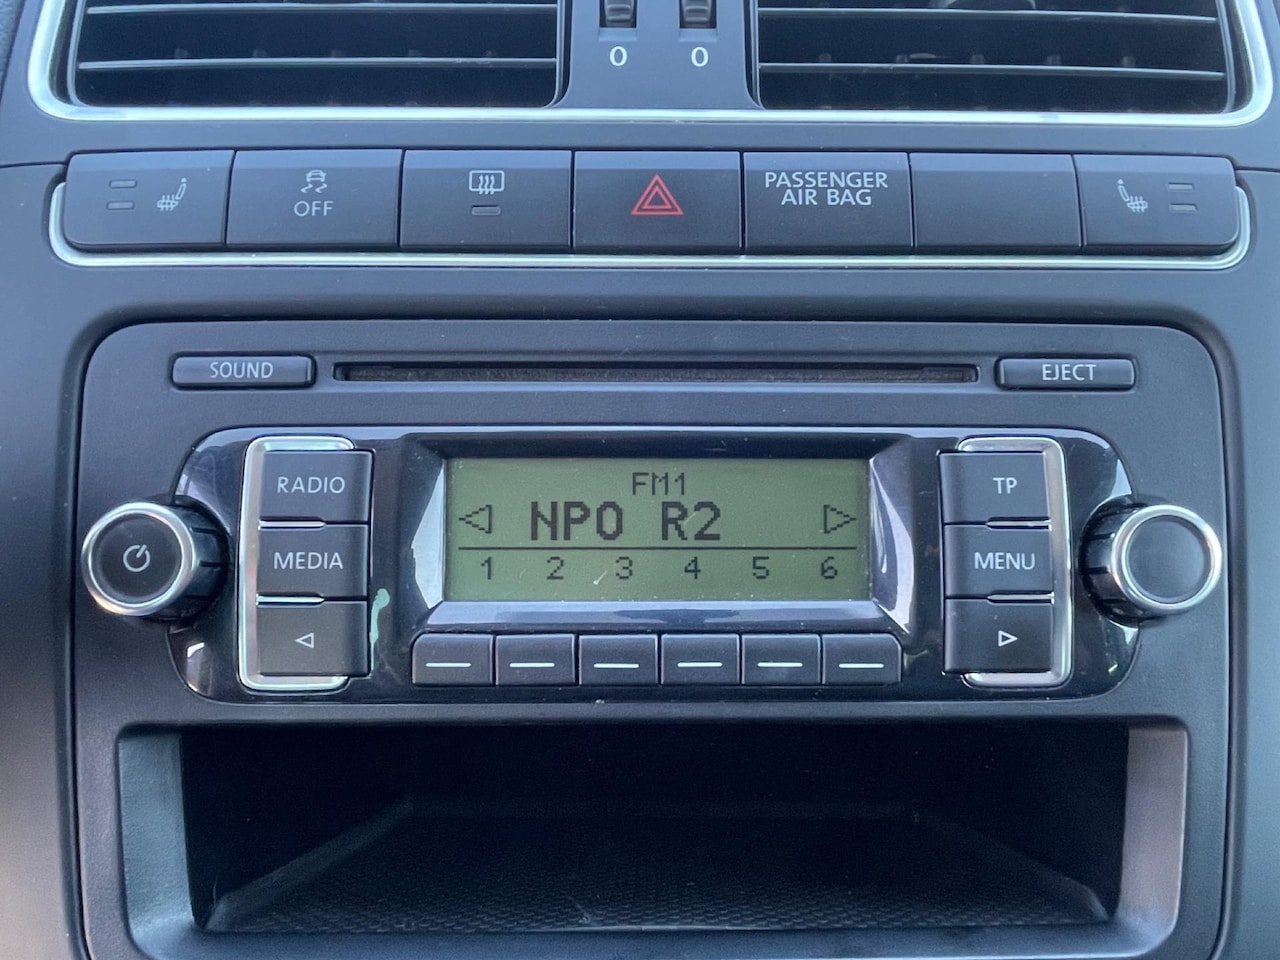 0 0
OFF
PASSENGER
AIR BAG
SOUND
EJECT
RADIO
FM1
TP
NPO R2
MEDIA
1 2 3 4 5 6
MENU